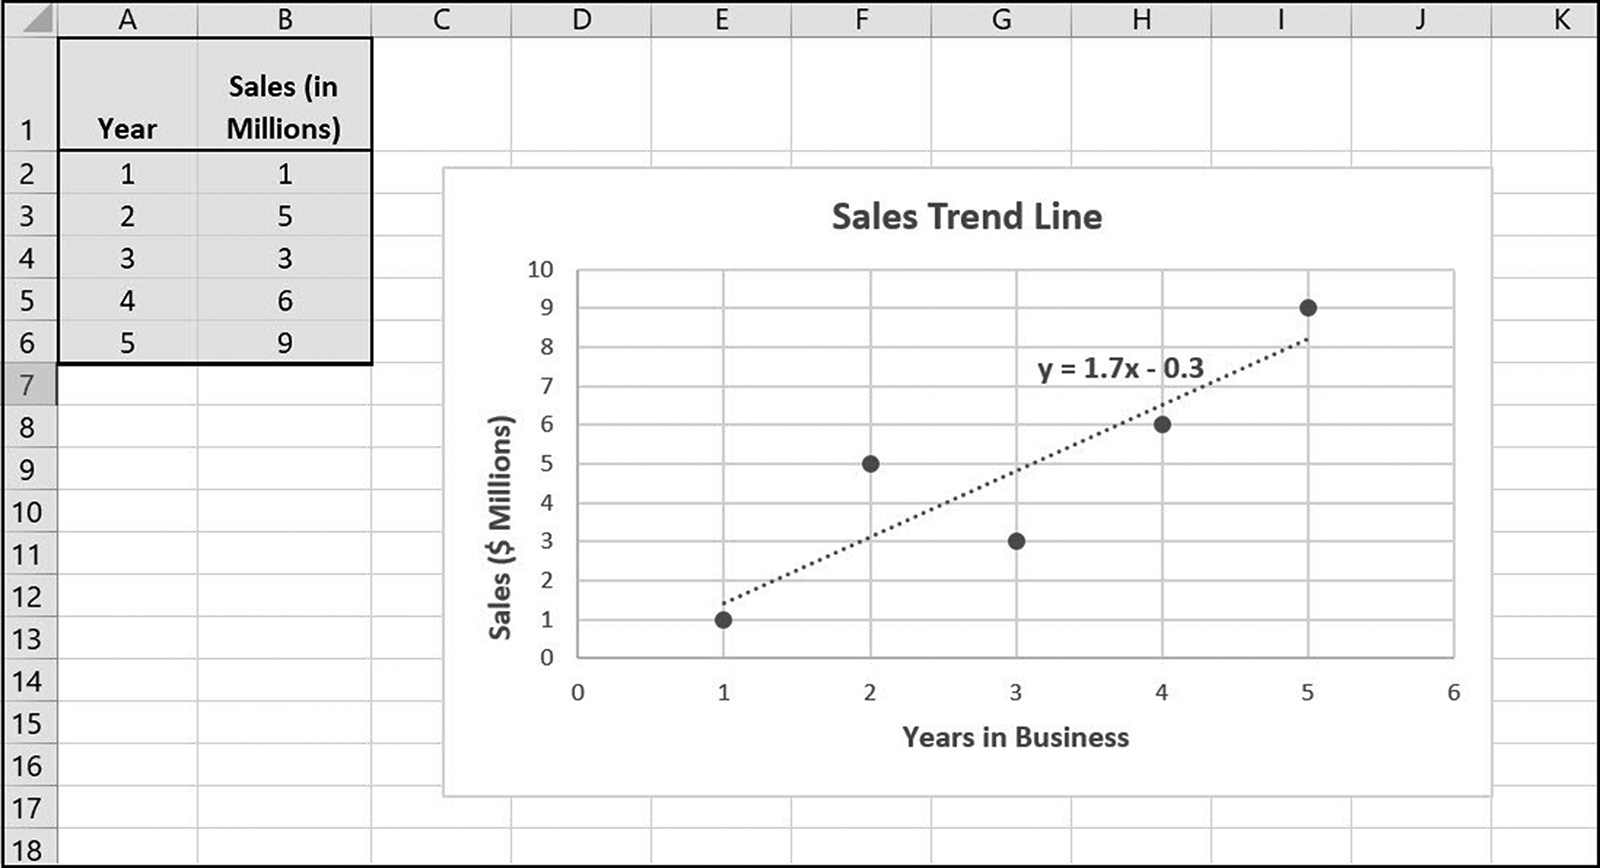 A B C D E F G H I J K
Sales (in
1 Year Millions)
2 1 1
3 2 5
4 3 3
5 4 6
6 5 9
7
8
9
10
11
12
13
14
15
16
17
18
Sales Trend Line
10
9
8
7
6
5
4
3
2
1
0
y = 1.7x - 0.3
Sales ($ Millions)
0 1 2 3 4 5 6
Years in Business